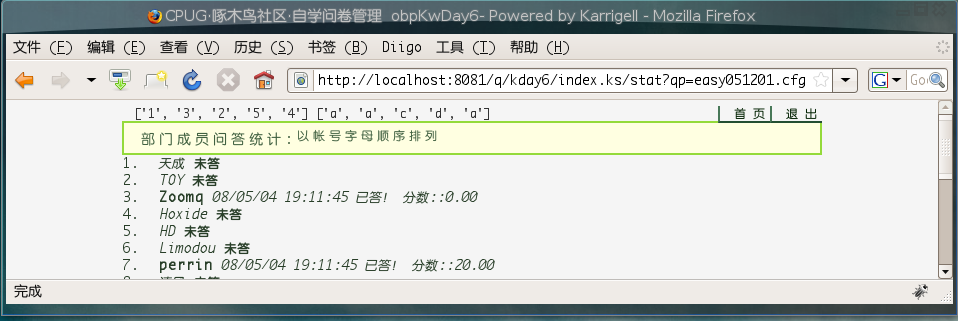 CPUG·啄木鸟社区·自学问卷管理 obpKwDay6- Powered by Karrigell - Mozilla Firefox
文件 (F) 编辑 (E) 查看 (V) 历史 (S) 书签 (B) Diigo 工具 (T) 帮助 (H)
http://localhost:8081/q/kday6/index.ks/stat?qp=easy051201.cfg G Goo
['1', '3', '2', '5', '4'] ['a', 'a', 'c', 'd', 'a'] 首页 退出
部门成员问答统计:以帐号字母顺序排列
1. 天成 未答
2. TOY 未答
3. Zoomq 08/05/04 19:11:45 已答! 分数::0.00
4. Hoxide 未答
5. HD 未答
6. Limodou 未答
7. perrin 08/05/04 19:11:45 已答! 分数::20.00
完成